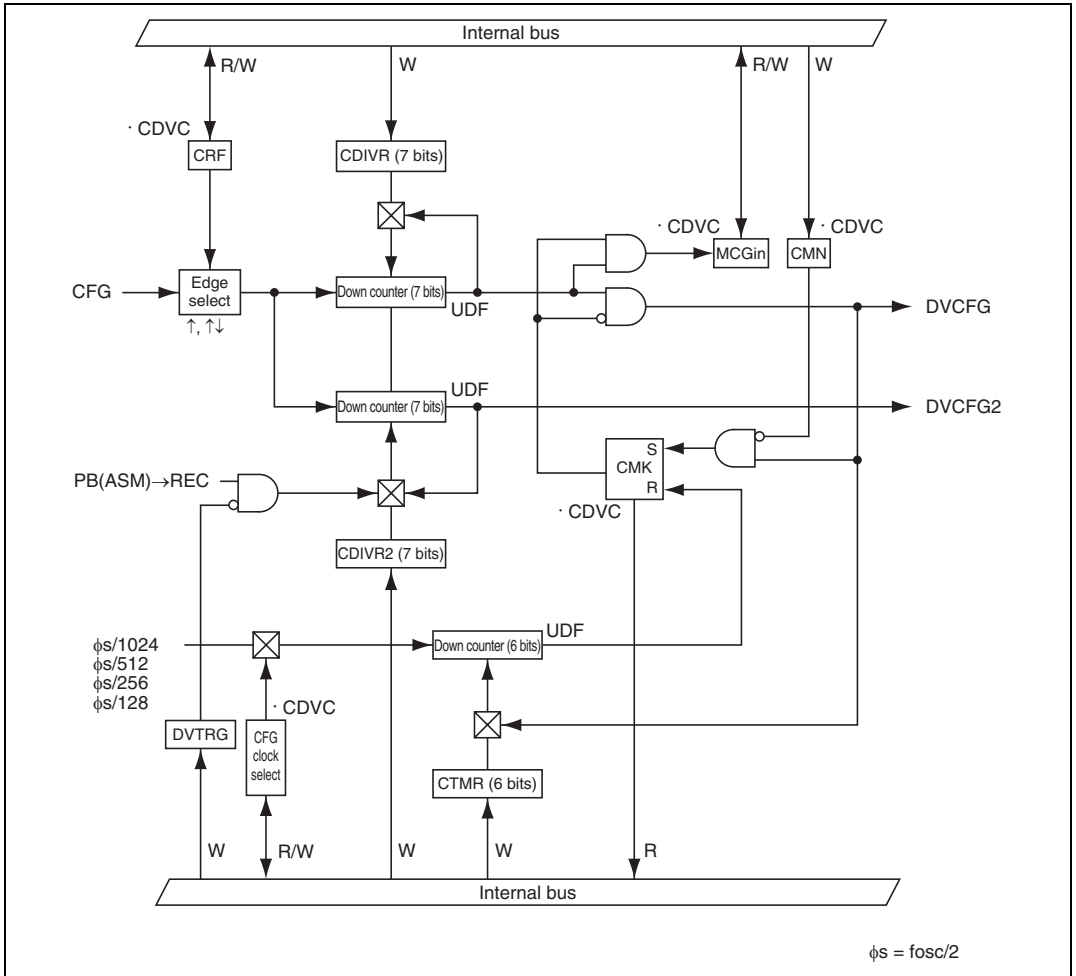 Internal bus
R/W
W
R/W
W
· CDVC
CRF
CDIVR (7 bits)
· CDVC
MCGin
· CDVC
CMN
CFG
Edge
select
↑, ↑↓
Down counter (7 bits)
UDF
DVCFG
Down counter (7 bits)
UDF
DVCFG2
S
CMK
R
· CDVC
PB(ASM)→REC
CDIVR2 (7 bits)
φs/1024
φs/512
φs/256
φs/128
Down counter (6 bits)
UDF
· CDVC
DVTRG
CFG
clock
select
CTMR (6 bits)
W
R/W
W
W
R
Internal bus
φs = fosc/2